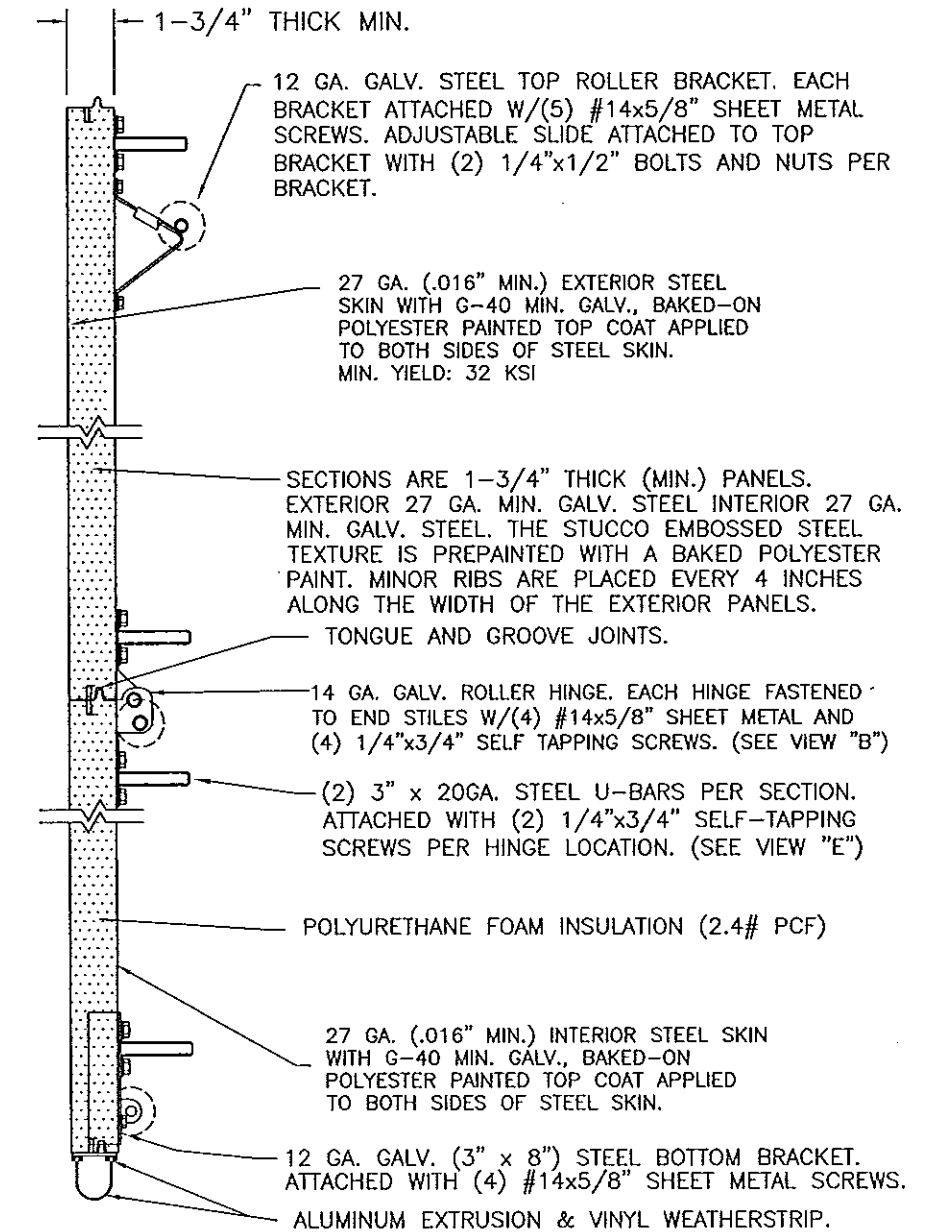 1-3/4" THICK MIN.
12 GA. GALV. STEEL TOP ROLLER BRACKET. EACH
BRACKET ATTACHED W/(5) #14x5/8" SHEET METAL
SCREWS. ADJUSTABLE SLIDE ATTACHED TO TOP
BRACKET WITH (2) 1/4"x1/2" BOLTS AND NUTS PER
BRACKET.
27 GA. (.016" MIN.) EXTERIOR STEEL
SKIN WITH G-40 MIN. GALV., BAKED-ON
POLYESTER PAINTED TOP COAT APPLIED
TO BOTH SIDES OF STEEL SKIN.
MIN. YIELD: 32 KSI
SECTIONS ARE 1-3/4" THICK (MIN.) PANELS.
EXTERIOR 27 GA. MIN. GALV. STEEL INTERIOR 27 GA.
MIN. GALV. STEEL. THE STUCCO EMBOSSED STEEL
TEXTURE IS PREPAINTED WITH A BAKED POLYESTER
PAINT. MINOR RIBS ARE PLACED EVERY 4 INCHES
ALONG THE WIDTH OF THE EXTERIOR PANELS.
TONGUE AND GROOVE JOINTS.
14 GA. GALV. ROLLER HINGE. EACH HINGE FASTENED
TO END STILES W/(4) #14x5/8" SHEET METAL AND
(4) 1/4"x3/4" SELF TAPPING SCREWS. (SEE VIEW "B")
(2) 3" x 20GA. STEEL U-BARS PER SECTION.
ATTACHED WITH (2) 1/4"x3/4" SELF-TAPPING
SCREWS PER HINGE LOCATION. (SEE VIEW "E")
POLYURETHANE FOAM INSULATION (2.4# PCF)
27 GA. (.016" MIN.) INTERIOR STEEL SKIN
WITH G-40 MIN. GALV., BAKED-ON
POLYESTER PAINTED TOP COAT APPLIED
TO BOTH SIDES OF STEEL SKIN.
12 GA. GALV. (3" x 8") STEEL BOTTOM BRACKET.
ATTACHED WITH (4) #14x5/8" SHEET METAL SCREWS.
ALUMINUM EXTRUSION & VINYL WEATHERSTRIP.